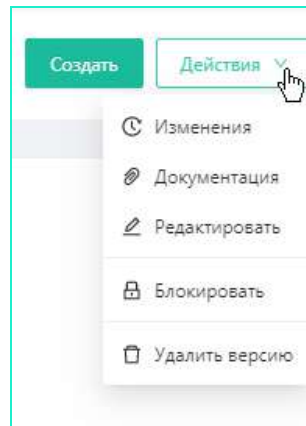 Создать Действия
Изменения
Документация
Редактировать
Блокировать
Удалить версию